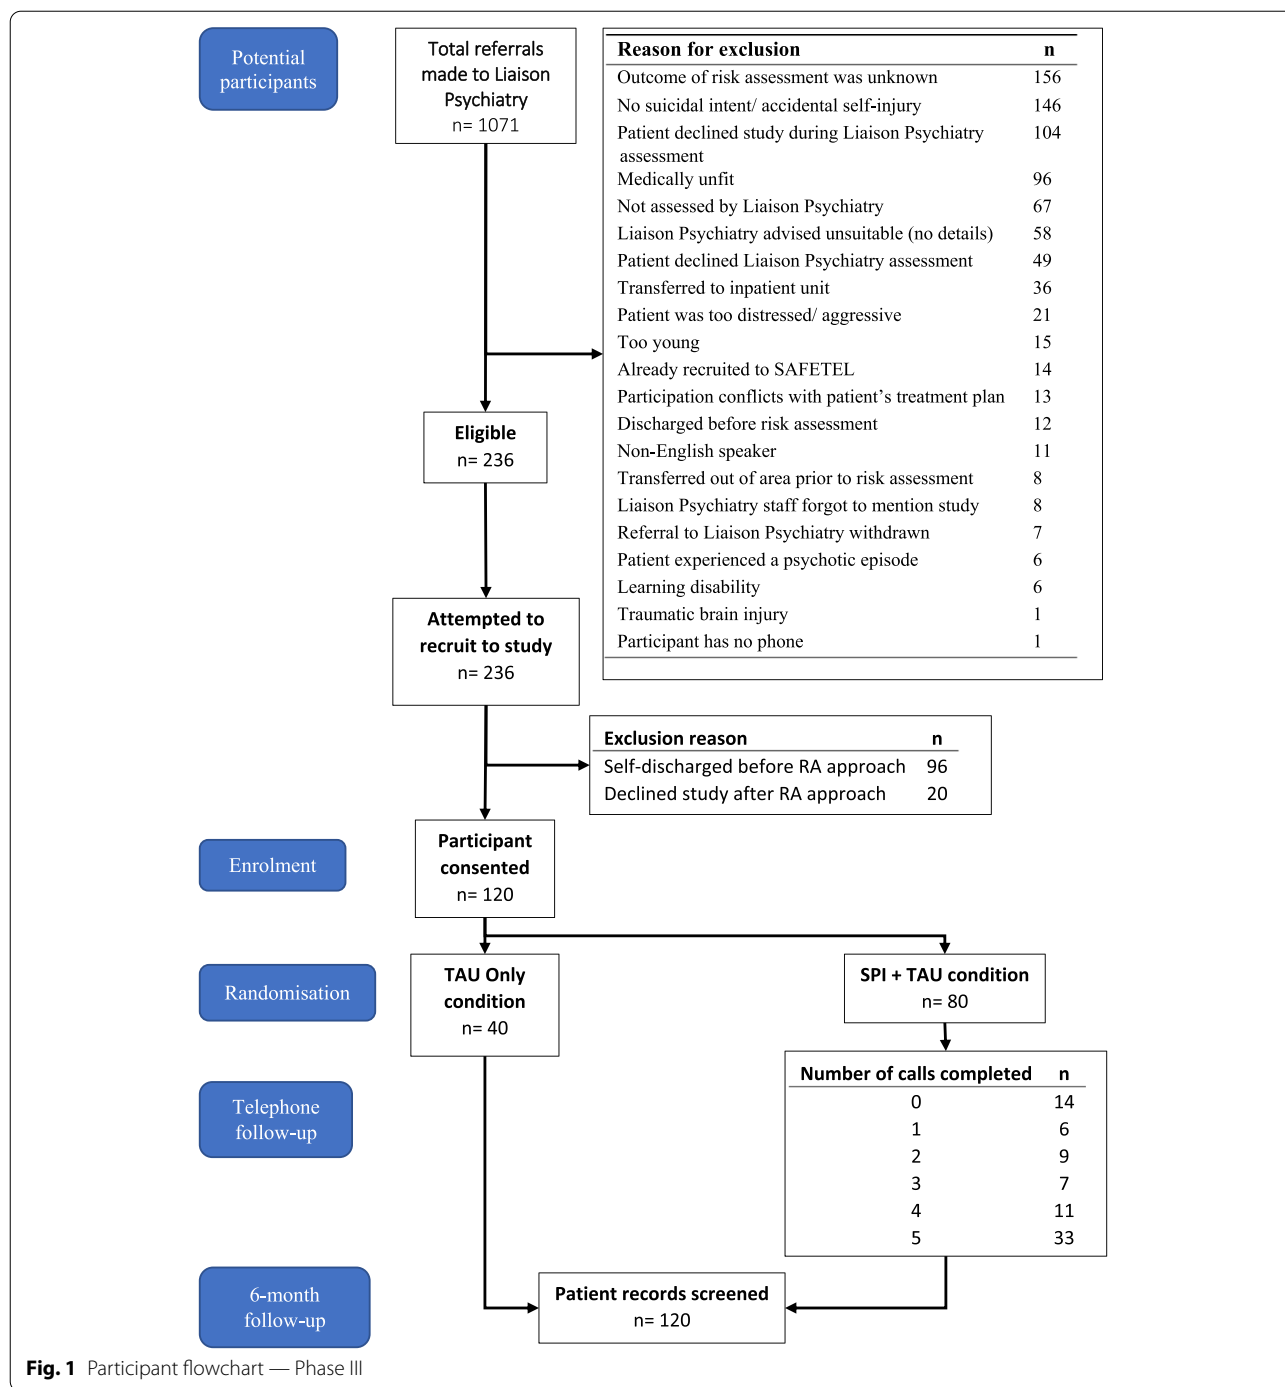 Potential
participants
Total referrals
made to Liaison
Psychiatry
n= 1071
Reason for exclusion n
Outcome of risk assessment was unknown 156
No suicidal intent/ accidental self-injury 146
Patient declined study during Liaison Psychiatry 104
assessment
Medically unfit 96
Not assessed by Liaison Psychiatry 67
Liaison Psychiatry advised unsuitable (no details) 58
Patient declined Liaison Psychiatry assessment 49
Transferred to inpatient unit 36
Patient was too distressed/ aggressive 21
Too young 15
Already recruited to SAFETEL 14
Participation conflicts with patient’s treatment plan 13
Discharged before risk assessment 12
Non-English speaker 11
Transferred out of area prior to risk assessment 8
Liaison Psychiatry staff forgot to mention study 8
Referral to Liaison Psychiatry withdrawn 7
Patient experienced a psychotic episode 6
Learning disability 6
Traumatic brain injury 1
Participant has no phone 1
Eligible
n= 236
Attempted to
recruit to study
n= 236
Exclusion reason n
Self-discharged before RA approach 96
Declined study after RA approach 20
Enrolment
Participant
consented
n= 120
Randomisation
TAU Only
condition
n= 40
SPI + TAU condition
n= 80
Telephone
follow-up
Number of calls completed n
0 14
1 6
2 9
3 7
4 11
5 33
6-month
follow-up
Patient records screened
n= 120
Fig. 1 Participant flowchart — Phase III